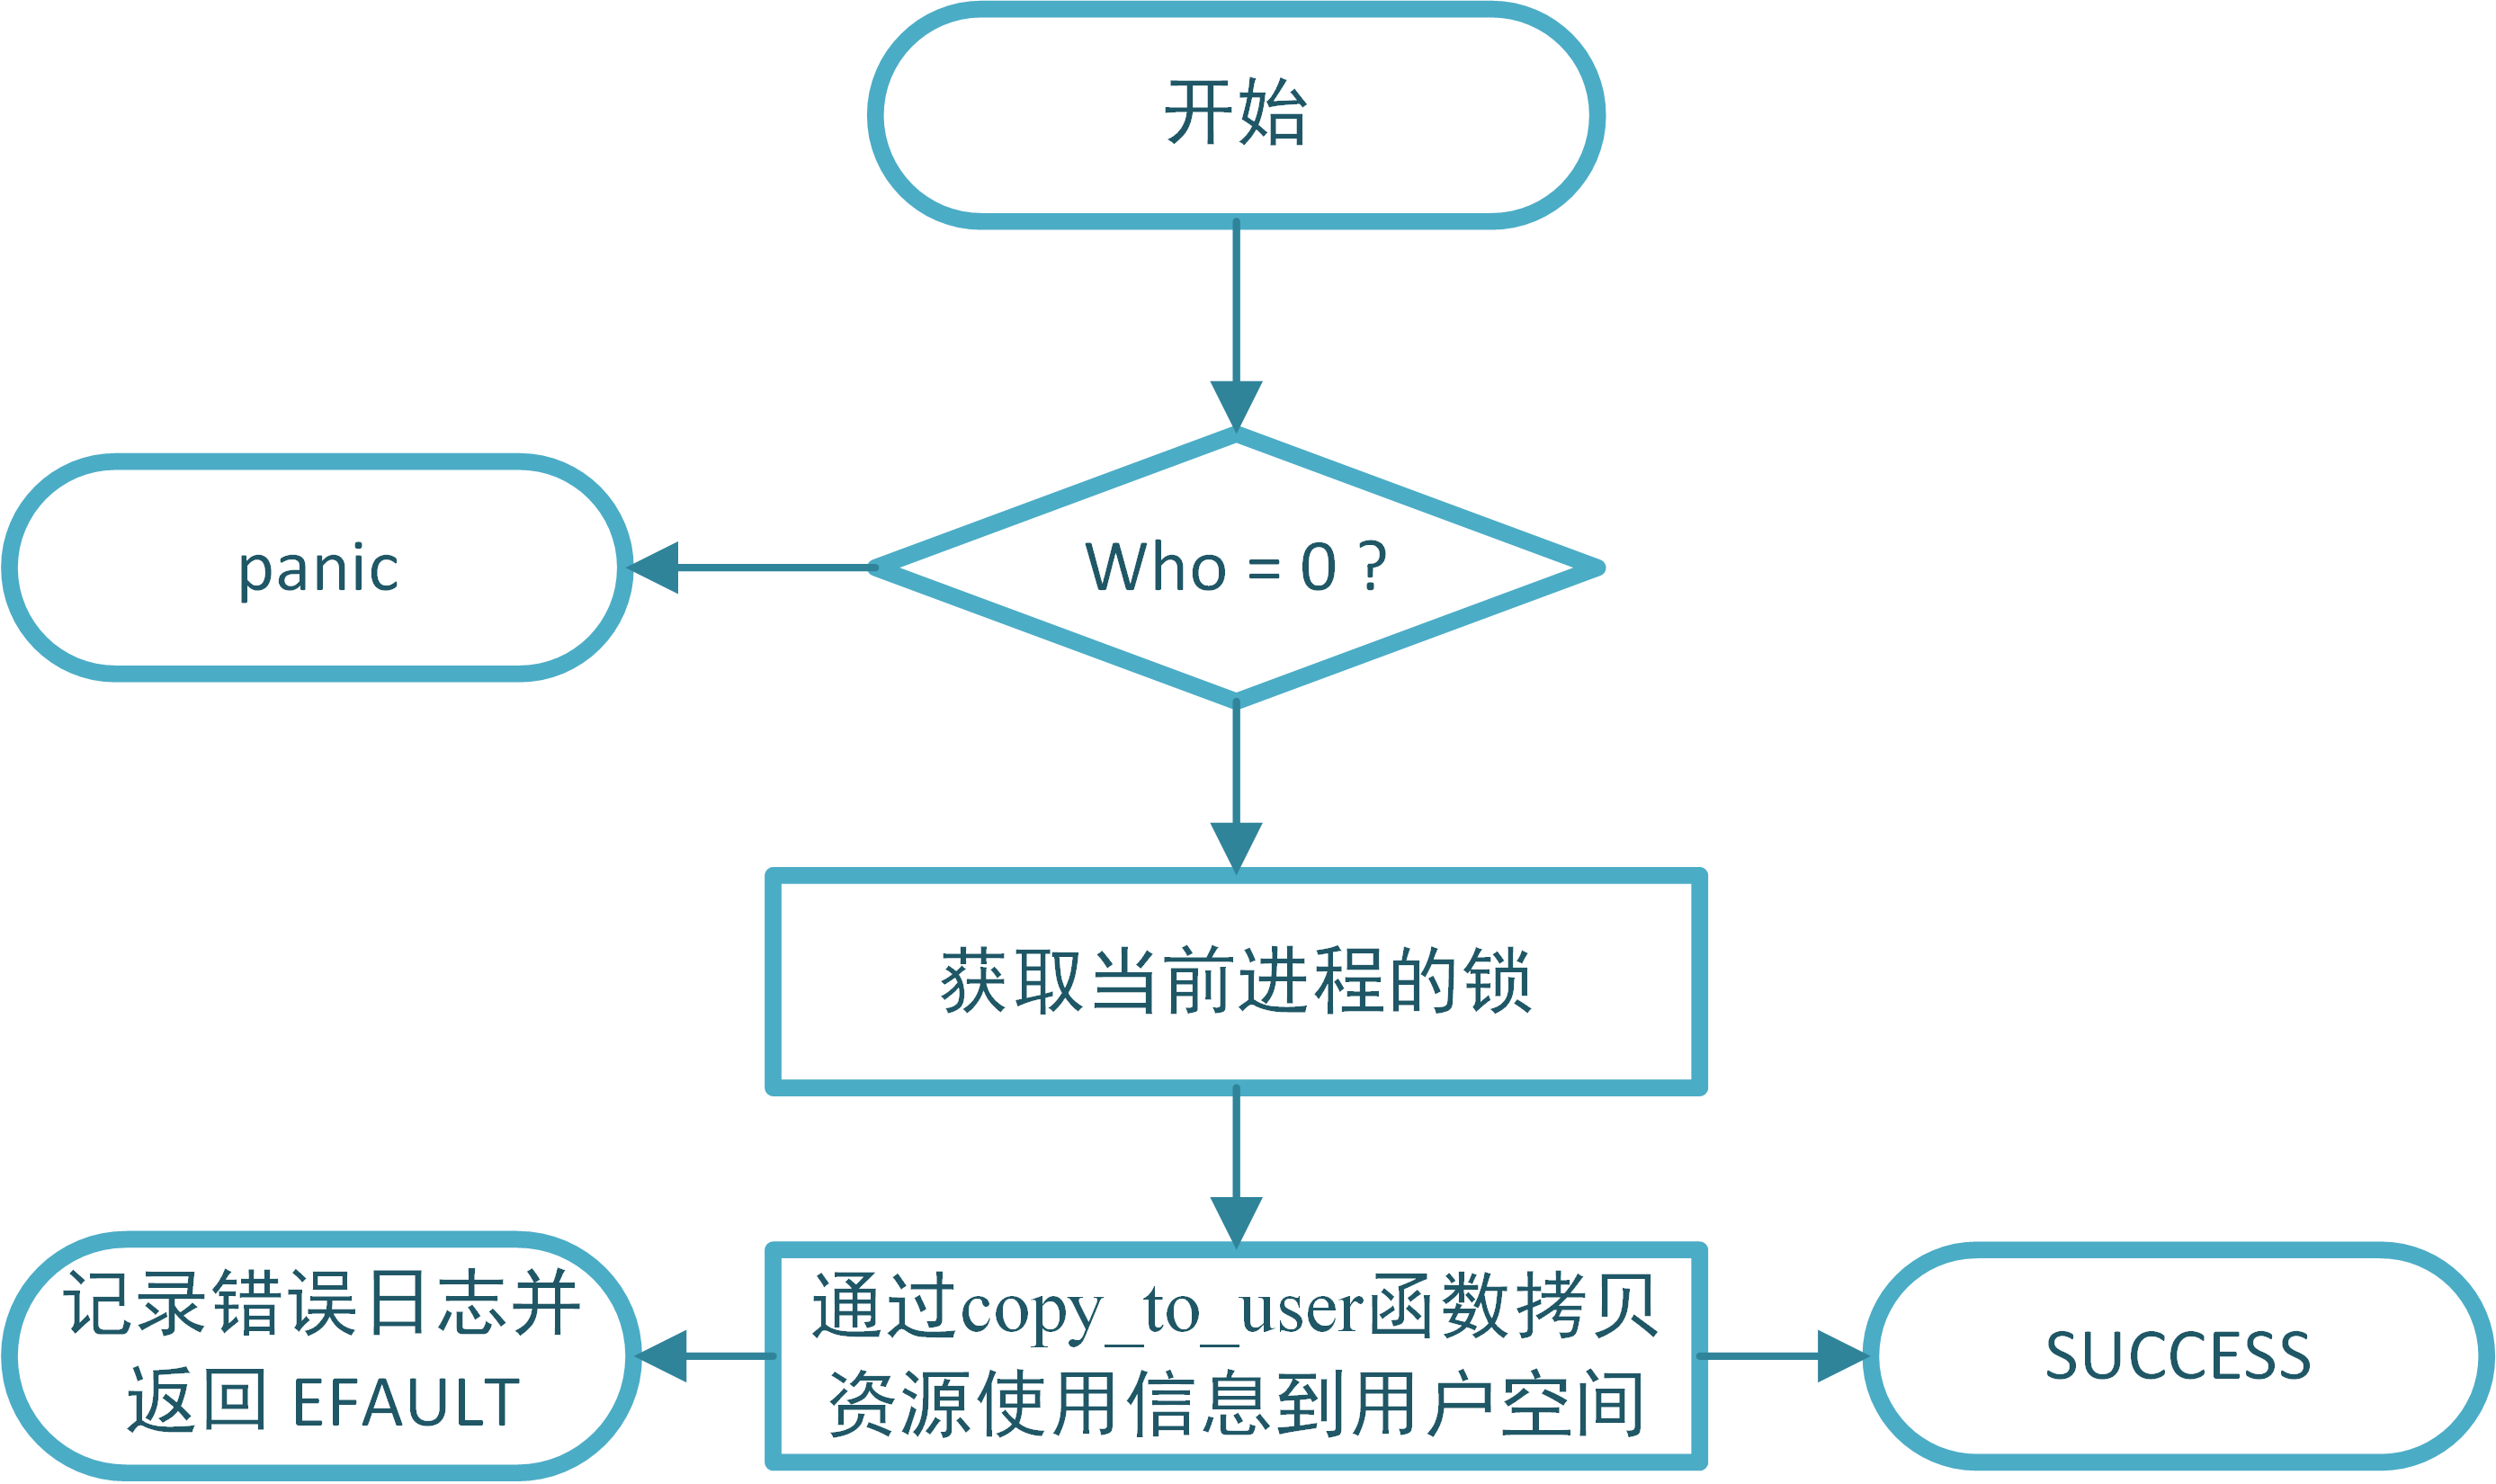 开始
Who = 0 ?
panic
获取当前进程的锁
记录错误日志并
返回 EFAULT
通过copy_to_user函数拷贝
资源使用信息到用户空间
SUCCESS